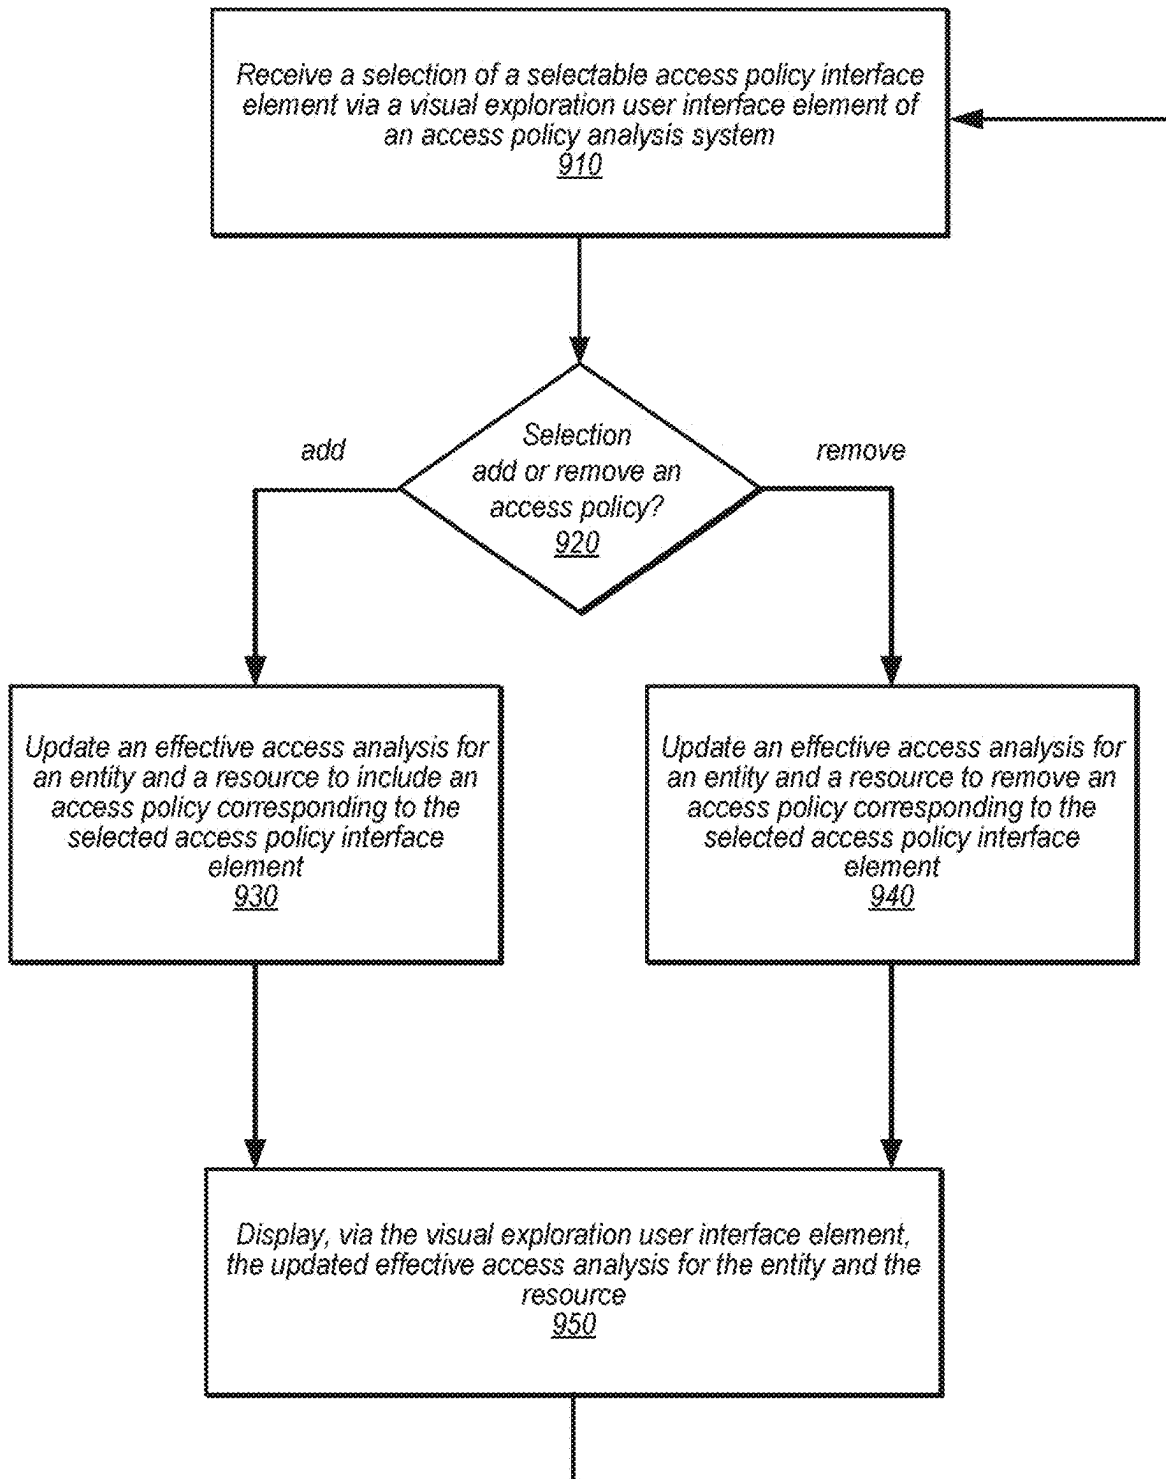 Receive a selection of a selectable access policy interface
element via a visual exploration user interface element of
an access policy analysis system
910
Selection
add or remove an
access policy?
920
add
remove
Update an effective access analysis for
an entity and a resource to include an
access policy corresponding to the
selected access policy interface
element
930
Update an effective access analysis for
an entity and a resource to remove an
access policy corresponding to the
selected access policy interface
element
940
Display, via the visual exploration user interface element,
the updated effective access analysis for the entity and the
resource
950